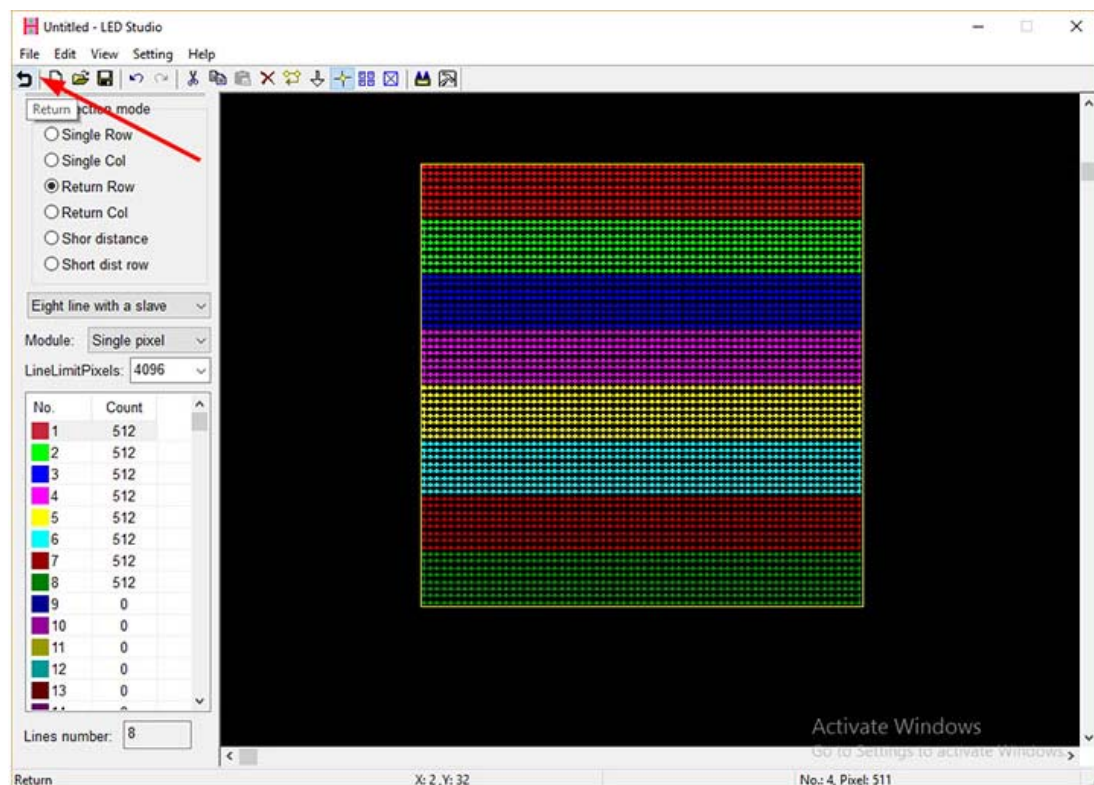 Untitled - LED Studio
File Edit View Setting Help
Return ection mode
Single Row
Single Col
Return Row
Return Col
Shor distance
Short dist row
Eight line with a slave
Module: Single pixel
LineLimitPixels: 4096
No. Count
1 512
2 512
3 512
4 512
5 512
6 512
7 512
8 512
9 0
10 0
11 0
12 0
13 0
Lines number: 8
Activate Windows
Go to Settings to activate Windows.
Return X: 2 ,Y: 32 No.: 4, Pixel: 511